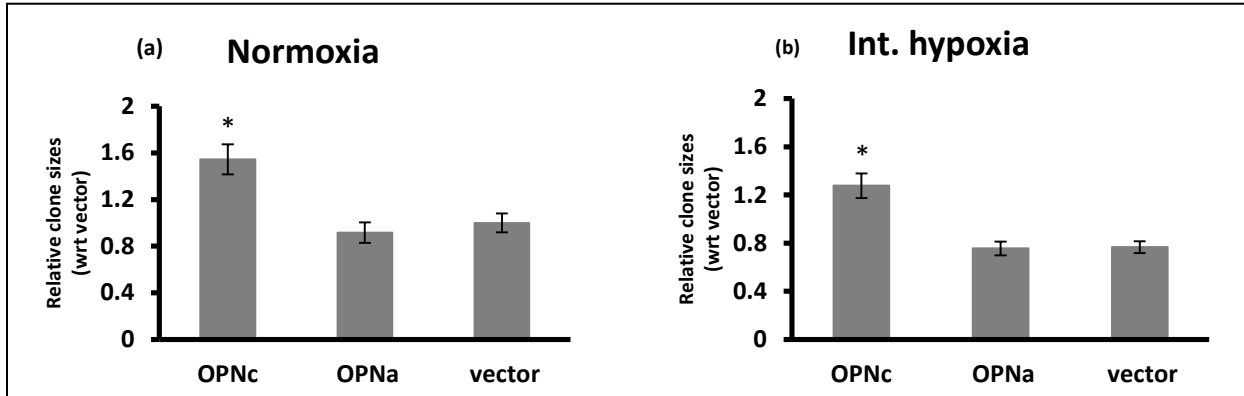 (a) Normoxia
Relative clone sizes
(wrt vector)
2
1.6
1.2
0.8
0.4
0
*
OPNc OPNa vector
(b) Int. hypoxia
Relative clone sizes
(wrt vector)
2
1.6
1.2
0.8
0.4
0
*
OPNc OPNa vector